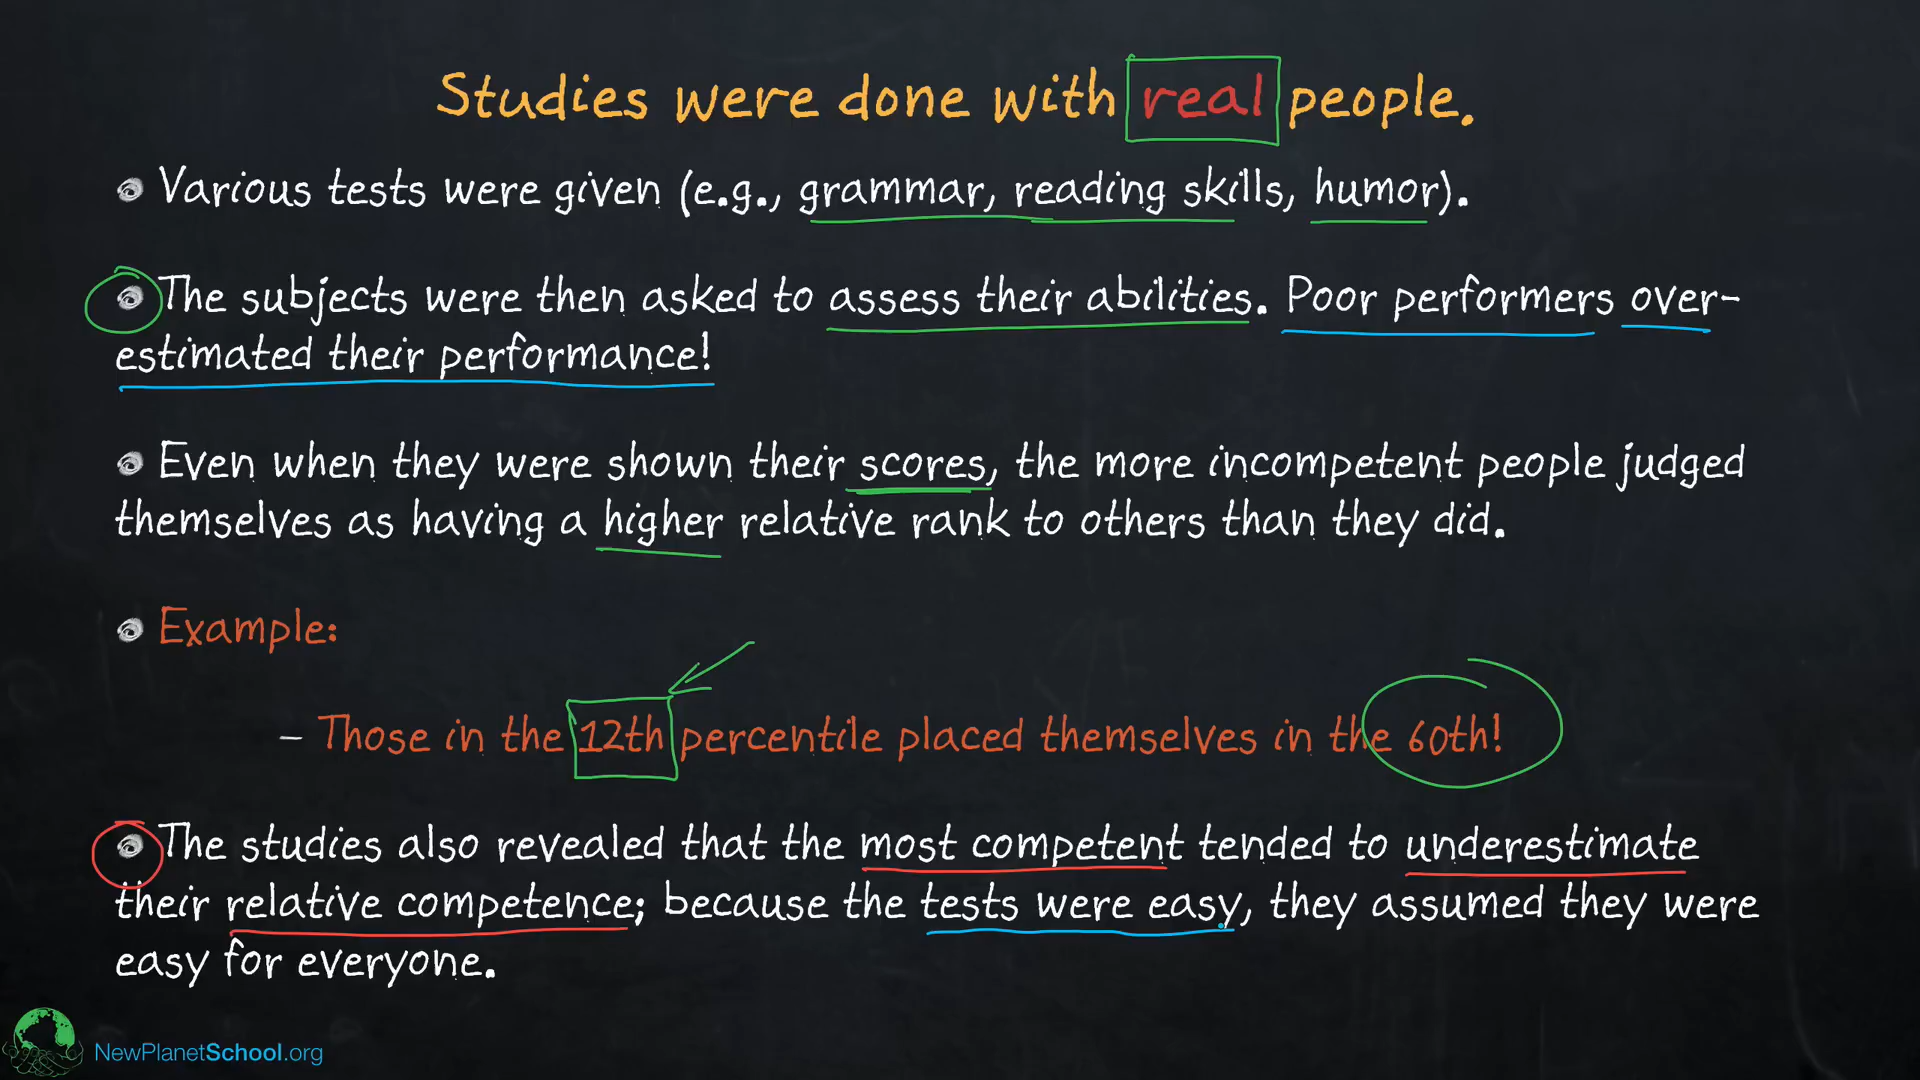 Studies were done with real people.
Various tests were given (e.g., grammar, reading skills, humor).
The subjects were then asked to assess their abilities. Poor performers over-
estimated their performance!
Even when they were shown their scores, the more incompetent people judged
themselves as having a higher relative rank to others than they did.
Example:
– Those in the 12th percentile placed themselves in the 60th!
The studies also revealed that the most competent tended to underestimate
their relative competence; because the tests were easy, they assumed they were
easy for everyone.
NewPlanetSchool.org